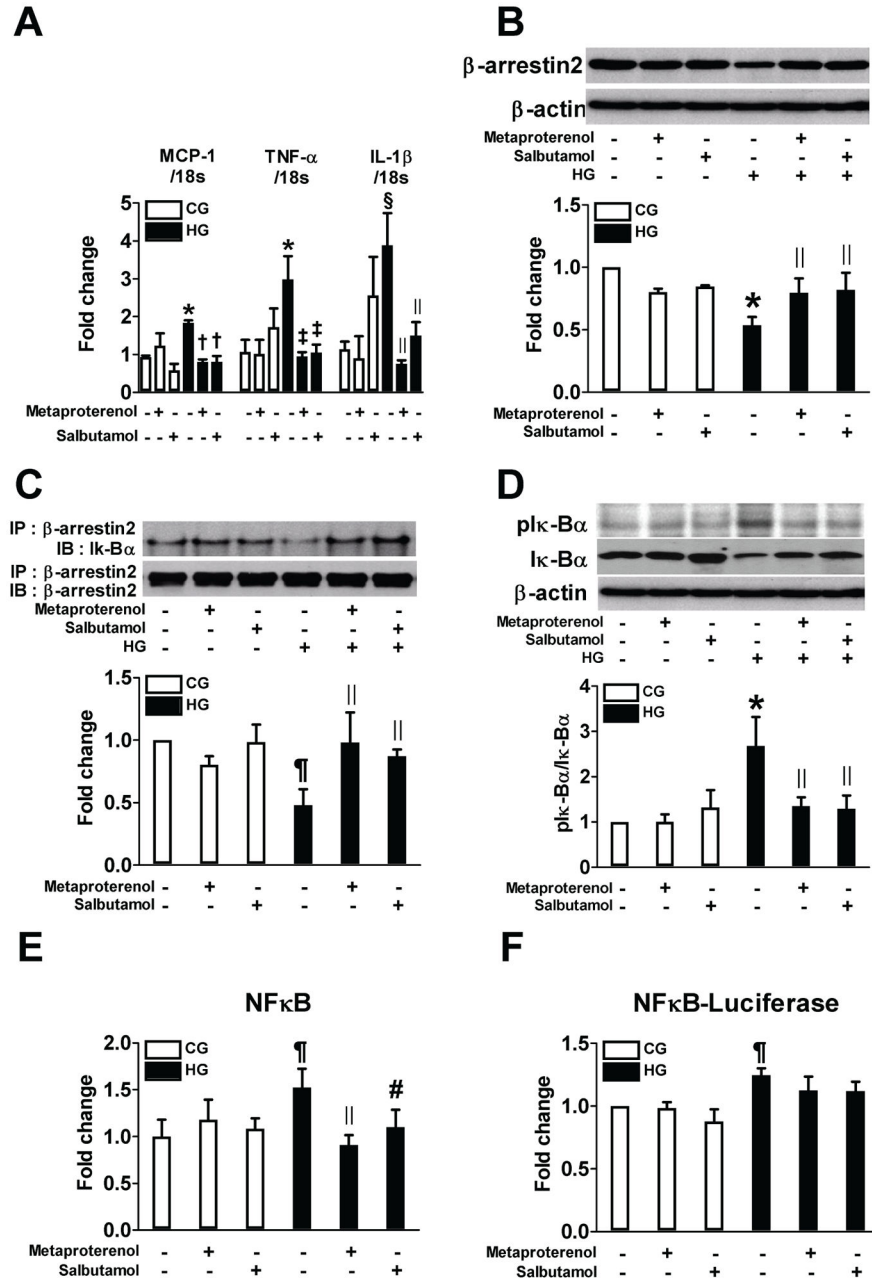 A
MCP-1 TNF-α IL-1β
/18s /18s /18s
5
4
3
2
1
0
Fold change
CG
HG
* † † * ‡ ‡ § || ||
Metaproterenol - + - - + - - + - - + - - + - - + -
Salbutamol - - + - - + - - + - - + - - + - - +
B
β-arrestin2
β-actin
Metaproterenol - + - - + -
Salbutamol - - + - - +
HG - - - + + +
1.5
1.0
0.5
0.0
Fold change
CG
HG
* || ||
Metaproterenol - + - - + -
Salbutamol - - + - - +
C
IP : β-arrestin2
IB : Ik-Bα
IP : β-arrestin2
IB : β-arrestin2
Metaproterenol - + - - + -
Salbutamol - - + - - +
HG - - - + + +
1.5
1.0
0.5
0.0
Fold change
CG
HG
¶ || ||
Metaproterenol - + - - + -
Salbutamol - - + - - +
D
pIκ-Bα
Iκ-Bα
β-actin
Metaproterenol - + - - + -
Salbutamol - - + - - +
HG - - - + + +
4
3
2
1
0
pIκ-Bα/Iκ-Bα
CG
HG
* || ||
Metaproterenol - + - - + -
Salbutamol - - + - - +
E
NFκB
2.0
1.5
1.0
0.5
0.0
Fold change
CG
HG
¶ || #
Metaproterenol - + - - + -
Salbutamol - - + - - +
F
NFκB-Luciferase
1.5
1.0
0.5
0.0
Fold change
CG
HG
¶
Metaproterenol - + - - + -
Salbutamol - - + - - +